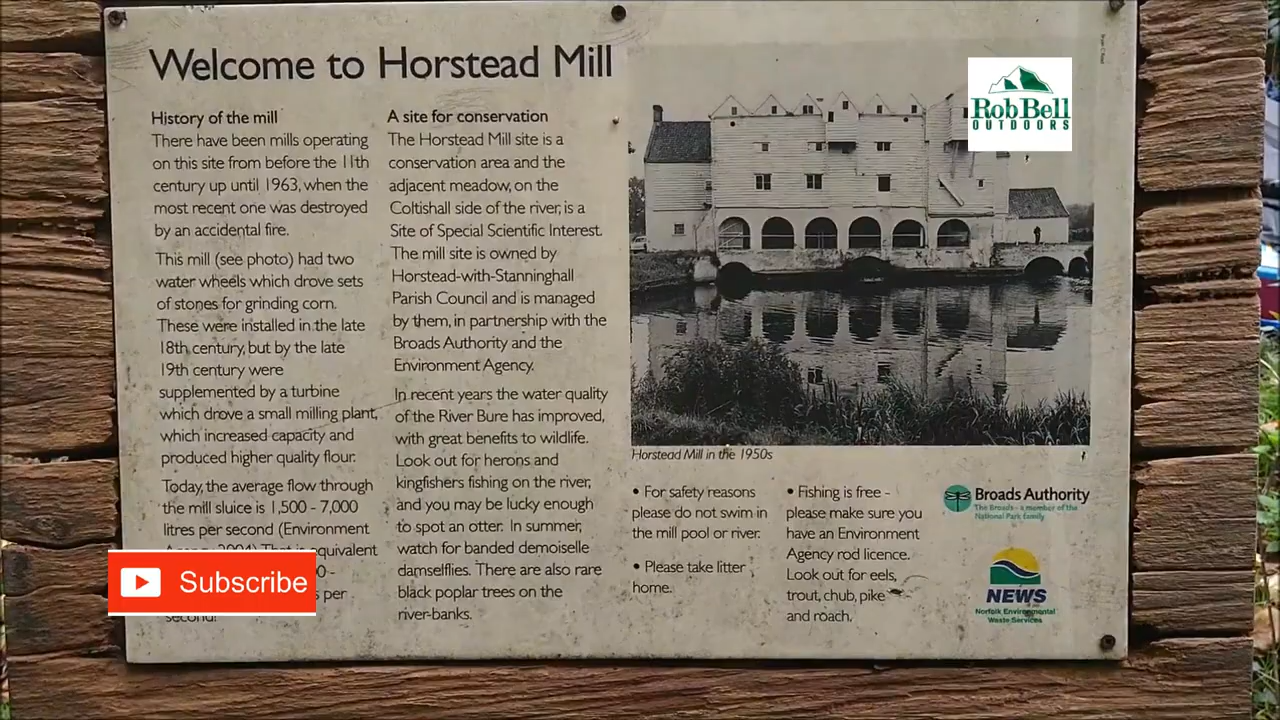 Welcome to Horstead Mill
History of the mill
There have been mills operating
on this site from before the 11th
century up until 1963, when the
most recent one was destroyed
by an accidental fire.
This mill (see photo) had two
water wheels which drove sets
of stones for grinding corn.
These were installed in the late
18th century, but by the late
19th century were
supplemented by a turbine
which drove a small milling plant,
which increased capacity and
produced higher quality flour.
Today, the average flow through
the mill sluice is 1,500 - 7,000
litres per second (Environment
equivalent
per
second!
A site for conservation
The Horstead Mill site is a
conservation area and the
adjacent meadow, on the
Coltishall side of the river, is a
Site of Special Scientific Interest.
The mill site is owned by
Horstead-with-Stanninghall
Parish Council and is managed
by them, in partnership with the
Broads Authority and the
Environment Agency.
In recent years the water quality
of the River Bure has improved,
with great benefits to wildlife.
Look out for herons and
kingfishers fishing on the river,
and you may be lucky enough
to spot an otter. In summer,
watch for banded demoiselle
damselflies. There are also rare
black poplar trees on the
river-banks.
Horstead Mill in the 1950s
• For safety reasons
please do not swim in
the mill pool or river.
• Please take litter
home.
• Fishing is free -
please make sure you
have an Environment
Agency rod licence.
Look out for eels,
trout, chub, pike
and roach.
Broads Authority
The Broads - a member of the
National Park family
NEWS
Norfolk Environmental
Waste Services
Rob Bell
OUTDOORS
Subscribe